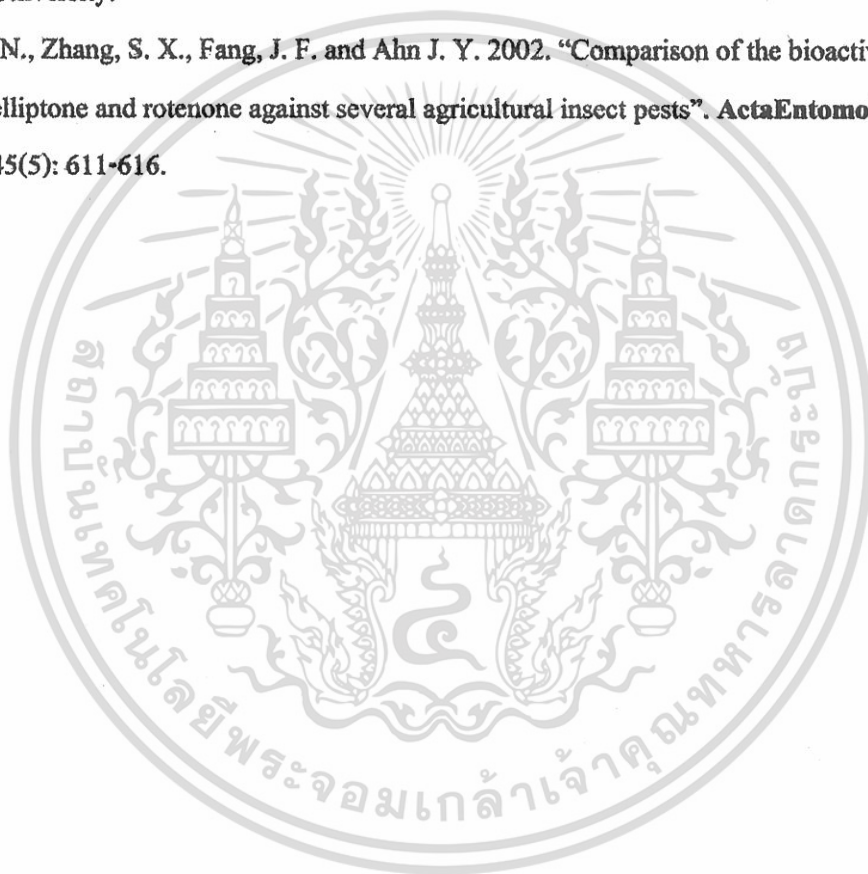 N., Zhang, S. X., Fang, J. F. and Ahn J. Y. 2002. “Comparison of the bioactiv
elliptone and rotenone against several agricultural insect pests”. ActaEntomo
45(5): 611-616.
สถาบันเทคโนโลยีพระจอมเกล้าเจ้าคุณทหารลาดกระบัง